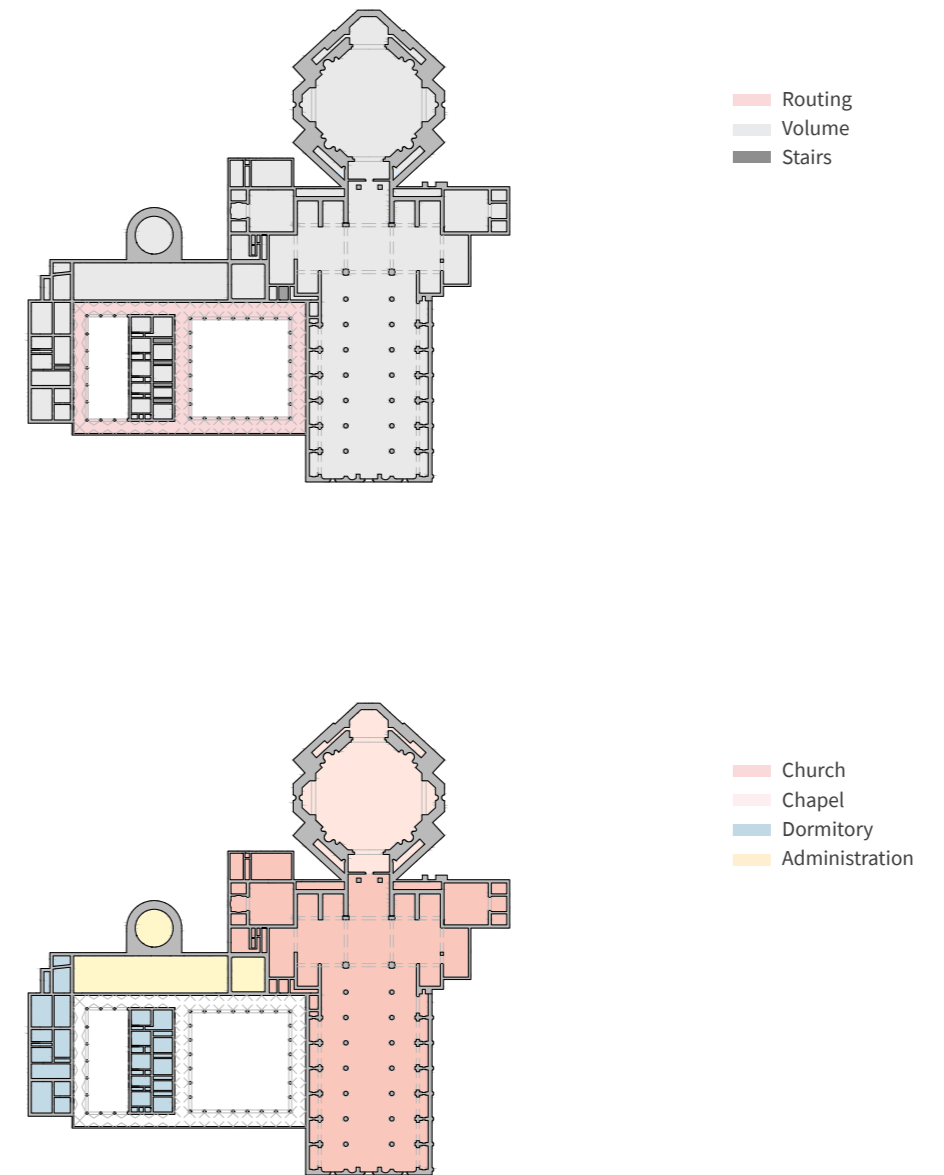 Routing
Volume
Stairs
Church
Chapel
Dormitory
Administration